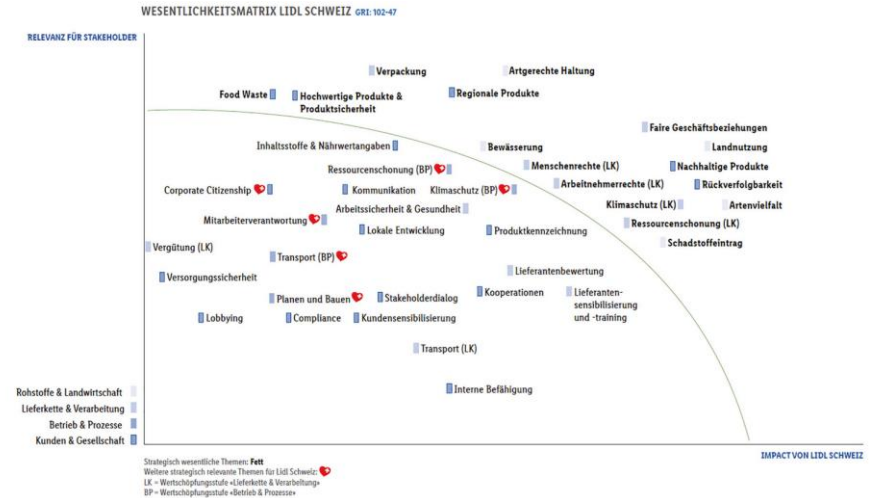 WESENTLICHKEITSMATRIX LIDL SCHWEIZ GRI: 102-47
RELEVANZ FÜR STAKEHOLDER
Verpackung
Artgerechte Haltung
Food Waste
Hochwertige Produkte &
Produktsicherheit
Regionale Produkte
Faire Geschäftsbeziehungen
Inhaltsstoffe & Nährwertangaben
Bewässerung
Landnutzung
Ressourcenschonung (BP)
Menschenrechte (LK)
Nachhaltige Produkte
Corporate Citizenship
Kommunikation
Klimaschutz (BP)
Arbeitnehmerrechte (LK)
Rückverfolgbarkeit
Arbeitssicherheit & Gesundheit
Klimaschutz (LK)
Artenvielfalt
Mitarbeiterverantwortung
Lokale Entwicklung
Produktkennzeichnung
Ressourcenschonung (LK)
Schadstoffeintrag
Vergütung (LK)
Transport (BP)
Versorgungssicherheit
Lieferantenbewertung
Planen und Bauen
Stakeholderdialog
Kooperationen
Lieferanten-
sensibilisierung
und -training
Lobbying
Compliance
Kundensensibilisierung
Transport (LK)
Interne Befähigung
Rohstoffe & Landwirtschaft
Lieferkette & Verarbeitung
Betrieb & Prozesse
Kunden & Gesellschaft
IMPACT VON LIDL SCHWEIZ
Strategisch wesentliche Themen: Fett
Weitere strategisch relevante Themen für Lidl Schweiz:
LK = Wertschöpfungsstufe «Lieferkette & Verarbeitung»
BP = Wertschöpfungsstufe «Betrieb & Prozesse»